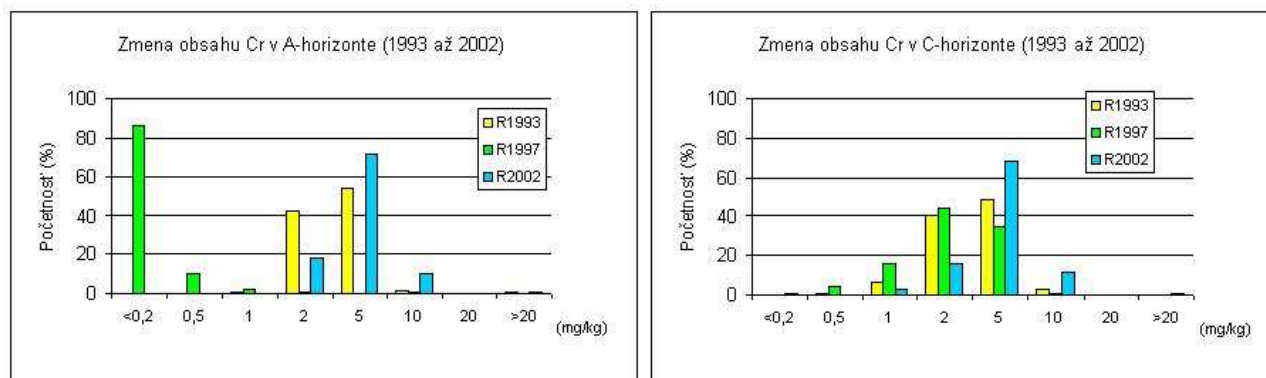 Zmena obsahu Cr v A-horizonte (1993 až 2002)
Početnosť (%)
100
80
60
40
20
0
R1993
R1997
R2002
<0,2 0,5 1 2 5 10 20 >20
(mg/kg)
Zmena obsahu Cr v C-horizonte (1993 až 2002)
Početnosť (%)
100
80
60
40
20
0
R1993
R1997
R2002
<0,2 0,5 1 2 5 10 20 >20
(mg/kg)